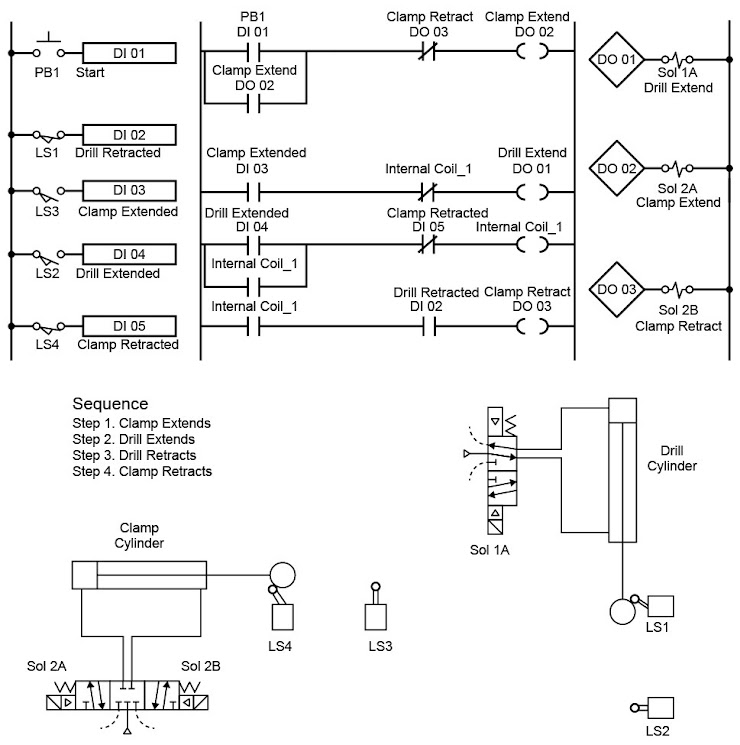 DI 01
PB1
Start
DI 02
LS1
Drill Retracted
DI 03
LS3
Clamp Extended
DI 04
LS2
Drill Extended
DI 05
LS4
Clamp Retracted
PB1
DI 01
Clamp Retract
DO 03
Clamp Extend
DO 02
Clamp Extend
DO 02
Clamp Extended
DI 03
Internal Coil_1
Drill Extend
DO 01
Drill Extended
DI 04
Clamp Retracted
DI 05
Internal Coil_1
Internal Coil_1
Internal Coil_1
Drill Retracted
DI 02
Clamp Retract
DO 03
DO 01
Sol 1A
Drill Extend
DO 02
Sol 2A
Clamp Extend
DO 03
Sol 2B
Clamp Retract
Sequence
Step 1. Clamp Extends
Step 2. Drill Extends
Step 3. Drill Retracts
Step 4. Clamp Retracts
Clamp
Cylinder
LS4
LS3
Sol 2A
Sol 2B
Drill
Cylinder
Sol 1A
LS1
LS2